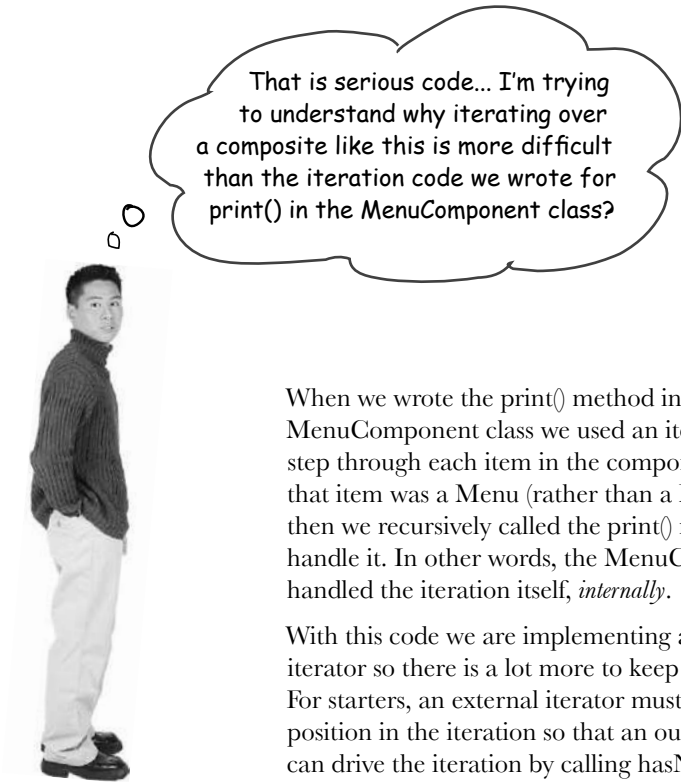 That is serious code... I'm trying
to understand why iterating over
a composite like this is more difficult
than the iteration code we wrote for
print() in the MenuComponent class?
When we wrote the print() method in
MenuComponent class we used an
step through each item in the
that item was a Menu (rather than a
then we recursively called the print()
handle it. In other words, the
handled the iteration itself, internally.
With this code we are implementing
iterator so there is a lot more to keep
For starters, an external iterator must
position in the iteration so that an
can drive the iteration by calling